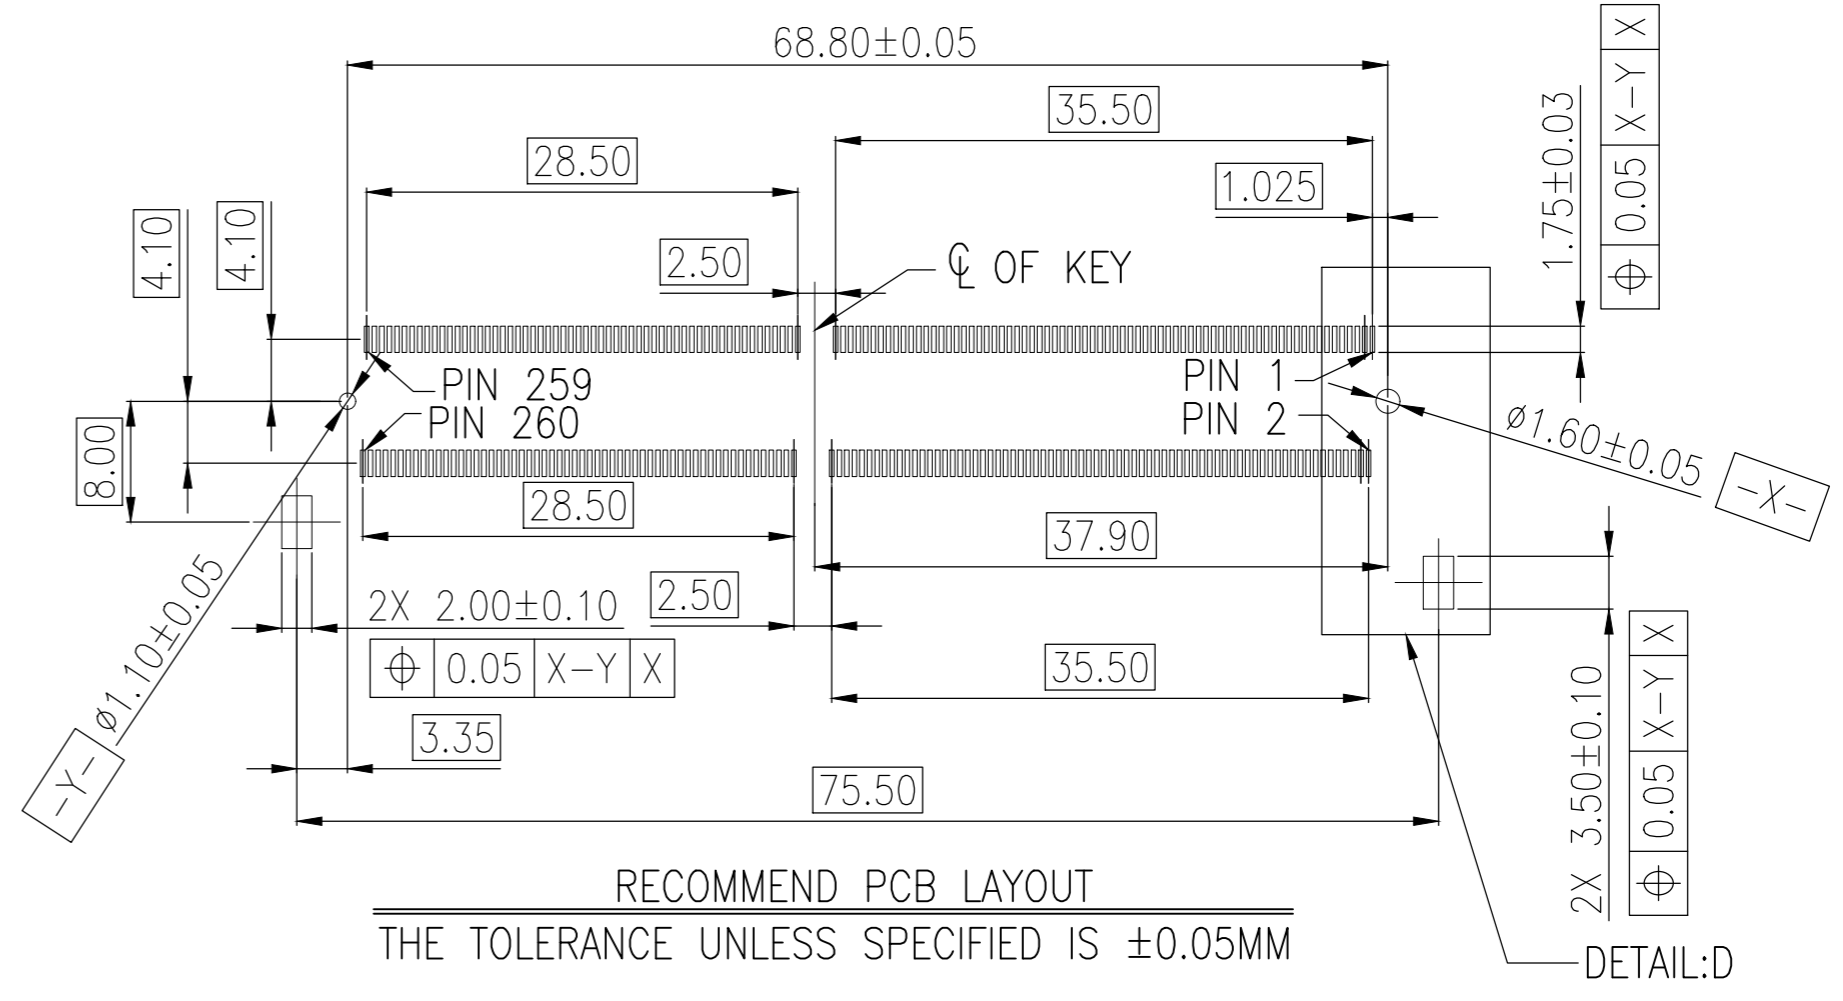 68.80±0.05
35.50
28.50
1.025
4.10
4.10
2.50
℄ OF KEY
1.75±0.03
⌖ 0.05 X-Y X
PIN 259
PIN 260
PIN 1
PIN 2
8.00
ø1.60±0.05
-X-
28.50
37.90
2X 2.00±0.10
⌖ 0.05 X-Y X
2.50
35.50
ø1.10±0.05
-Y-
3.35
75.50
2X 3.50±0.10
⌖ 0.05 X-Y X
RECOMMEND PCB LAYOUT
THE TOLERANCE UNLESS SPECIFIED IS ±0.05MM
DETAIL:D